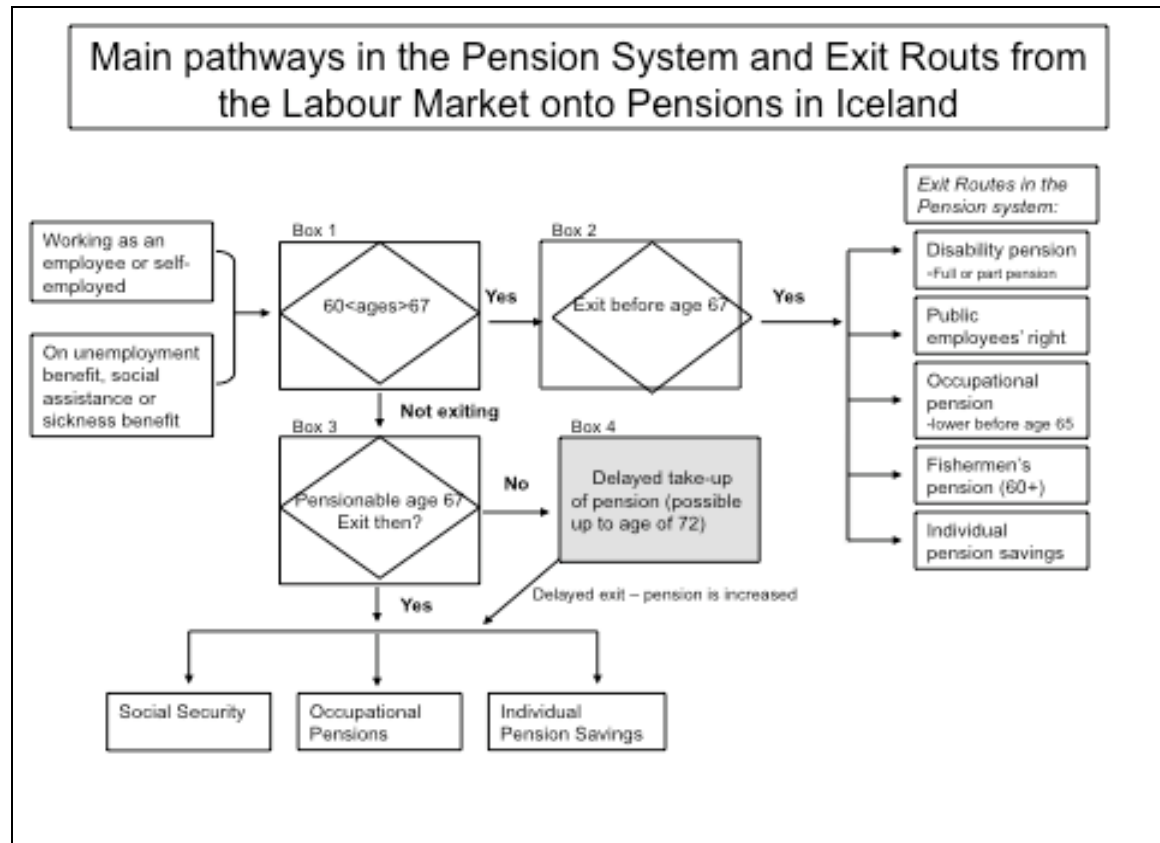 Main pathways in the Pension System and Exit Routs from
the Labour Market onto Pensions in Iceland
Exit Routes in the
Pension system:
Working as an
employee or self-
employed
On unemployment
benefit, social
assistance or
sickness benefit
Box 1
60<ages>67
Yes
Box 2
Exit before age 67
Yes
Disability pension
-Full or part pension
Public
employees' right
Occupational
pension
-lower before age 65
Fishermen's
pension (60+)
Individual
pension savings
Not exiting
Box 3
Pensionable age 67
Exit then?
No
Box 4
Delayed take-up
of pension (possible
up to age of 72)
Yes
Delayed exit – pension is increased
Social Security
Occupational
Pensions
Individual
Pension Savings